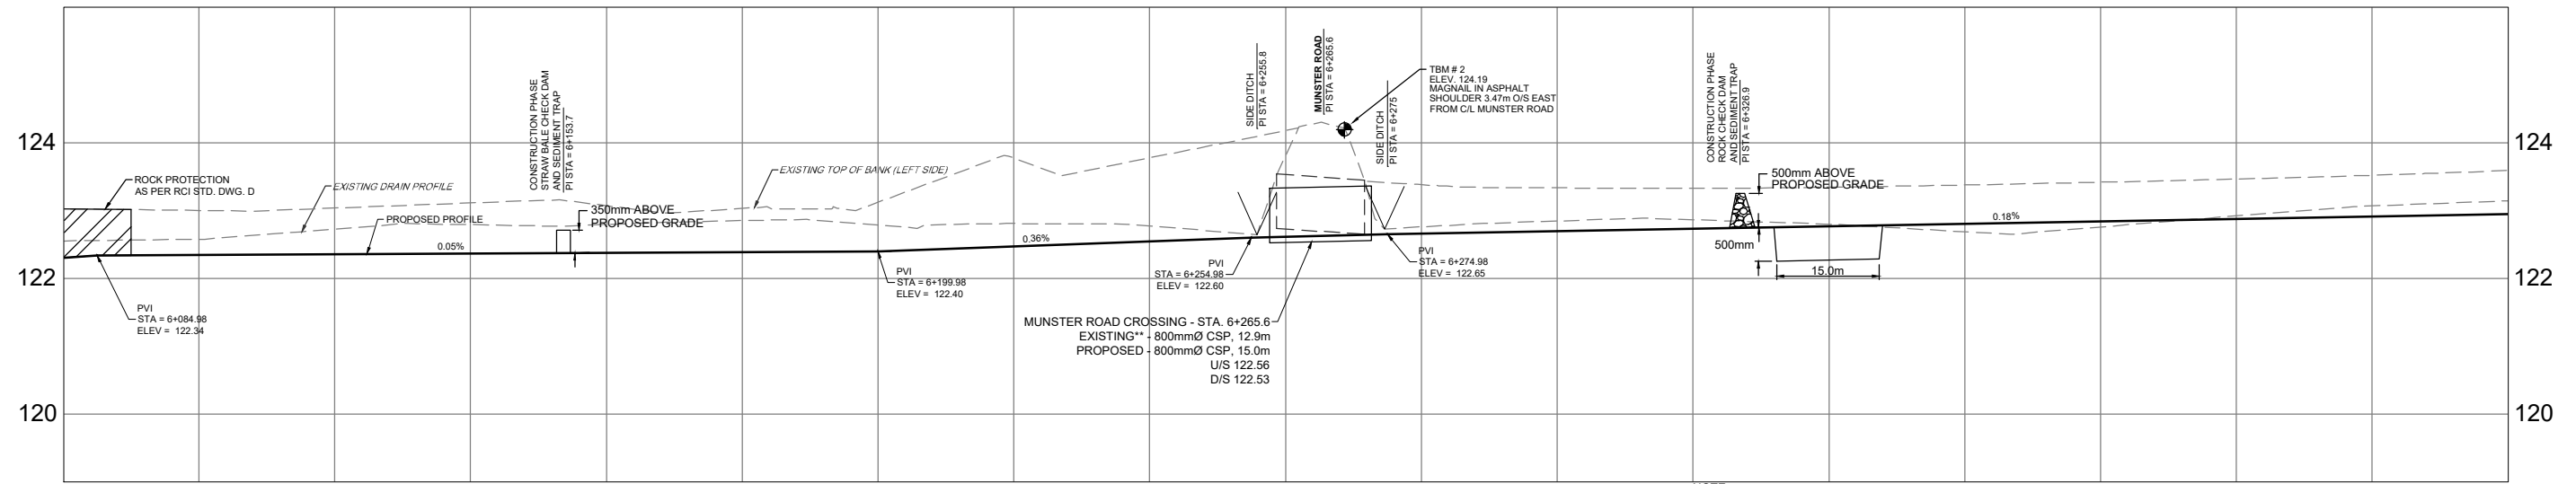 124
122
120
ROCK PROTECTION
AS PER RCI STD. DWG. D
EXISTING DRAIN PROFILE
PROPOSED PROFILE
0.05%
PVI
STA = 6+084.98
ELEV = 122.34
CONSTRUCTION PHASE
STRAW BALE CHECK DAM
AND SEDIMENT TRAP
PI STA = 6+153.7
350mm ABOVE
PROPOSED GRADE
EXISTING TOP OF BANK (LEFT SIDE)
PVI
STA = 6+199.98
ELEV = 122.40
0.36%
SIDE DITCH
PI STA = 6+255.8
MUNSTER ROAD
PI STA = 6+265.6
TBM # 2
ELEV. 124.19
MAGNAIL IN ASPHALT
SHOULDER 3.47m O/S EAST
FROM C/L MUNSTER ROAD
SIDE DITCH
PI STA = 6+275
PVI
STA = 6+254.98
ELEV = 122.60
PVI
STA = 6+274.98
ELEV = 122.65
MUNSTER ROAD CROSSING - STA. 6+265.6
EXISTING** - 800mmØ CSP, 12.9m
PROPOSED - 800mmØ CSP, 15.0m
U/S 122.56
D/S 122.53
CONSTRUCTION PHASE
ROCK CHECK DAM
AND SEDIMENT TRAP
PI STA = 6+326.9
500mm ABOVE
PROPOSED GRADE
500mm
15.0m
0.18%
124
122
120